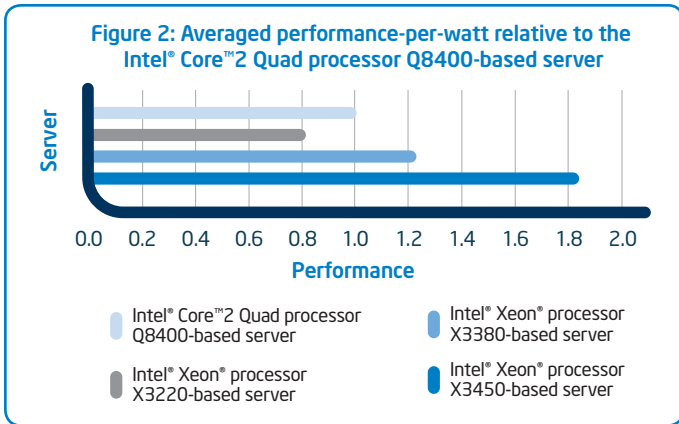 Figure 2: Averaged performance-per-watt relative to the
Intel® Core™2 Quad processor Q8400-based server
Server
0.0 0.2 0.4 0.6 0.8 1.0 1.2 1.4 1.6 1.8 2.0
Performance
Intel® Core™2 Quad processor
Q8400-based server
Intel® Xeon® processor
X3220-based server
Intel® Xeon® processor
X3380-based server
Intel® Xeon® processor
X3450-based server